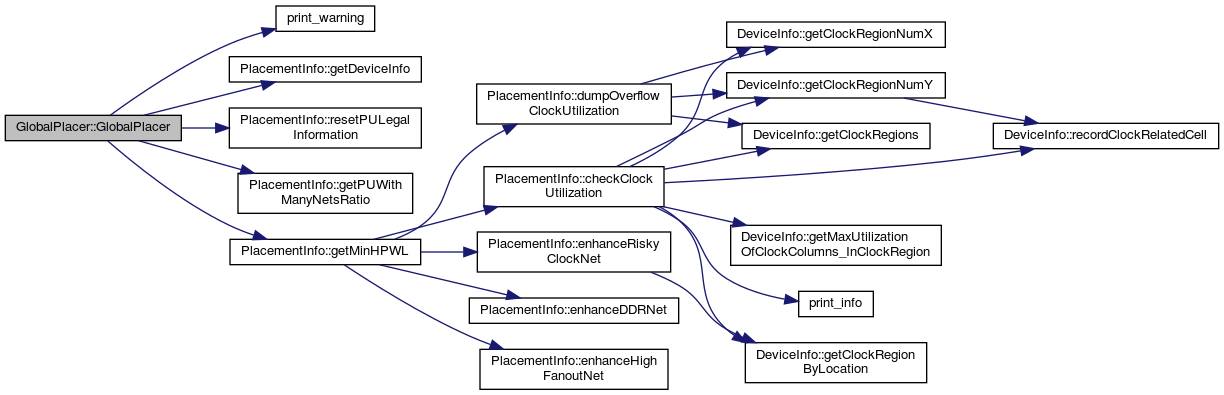 GlobalPlacer::GlobalPlacer
print_warning
PlacementInfo::getDeviceInfo
PlacementInfo::resetPULegal
Information
PlacementInfo::getPUWith
ManyNetsRatio
PlacementInfo::getMinHPWL
PlacementInfo::dumpOverflow
ClockUtilization
PlacementInfo::checkClock
Utilization
PlacementInfo::enhanceRisky
ClockNet
PlacementInfo::enhanceDDRNet
PlacementInfo::enhanceHigh
FanoutNet
DeviceInfo::getClockRegionNumX
DeviceInfo::getClockRegionNumY
DeviceInfo::getClockRegions
DeviceInfo::getMaxUtilization
OfClockColumns_InClockRegion
print_info
DeviceInfo::getClockRegion
ByLocation
DeviceInfo::recordClockRelatedCell